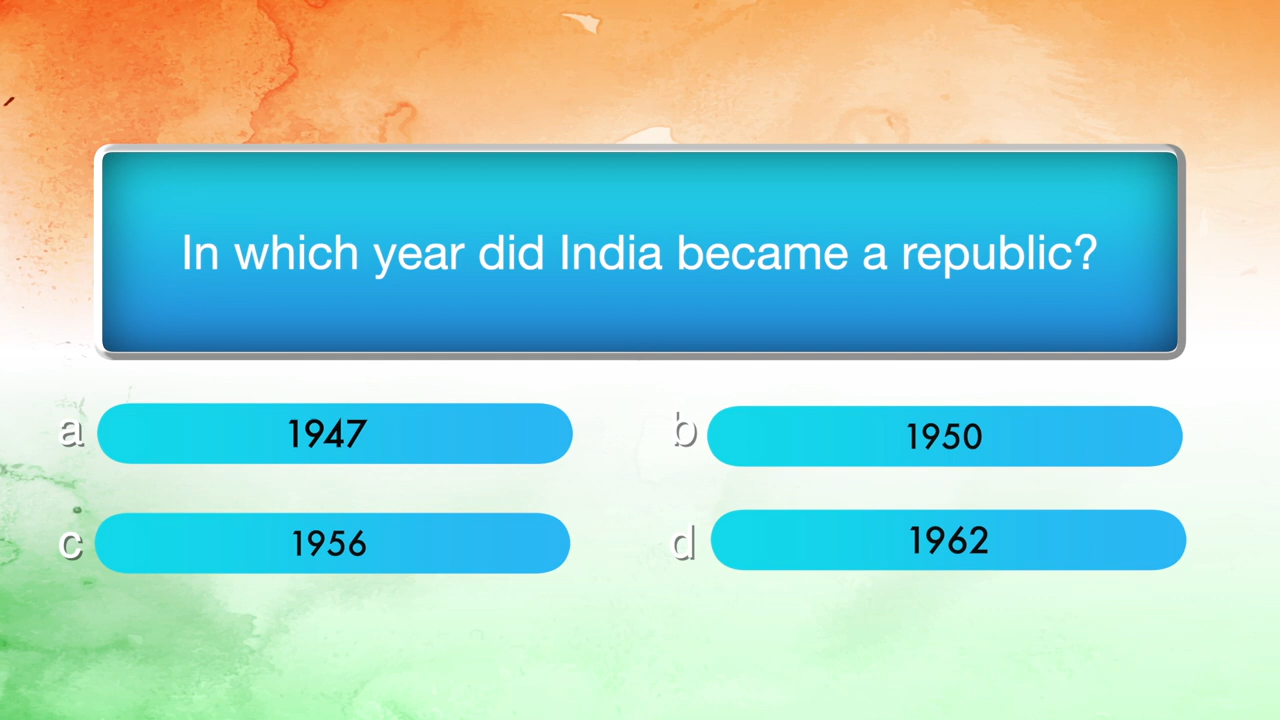 In which year did India became a republic?
a 1947
b 1950
c 1956
d 1962